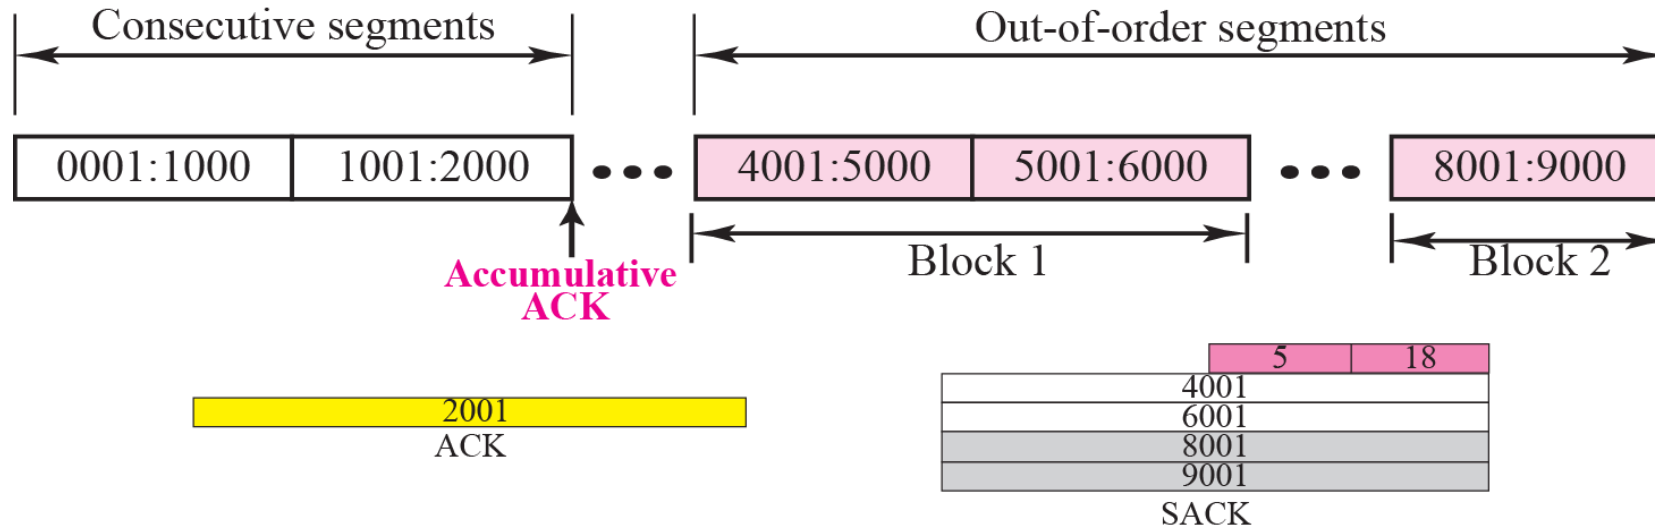 Consecutive segments
Out-of-order segments
0001:1000 1001:2000 ••• 4001:5000 5001:6000 ••• 8001:9000
Block 1
Block 2
Accumulative
ACK
5 18
4001
2001
6001
ACK
8001
9001
SACK